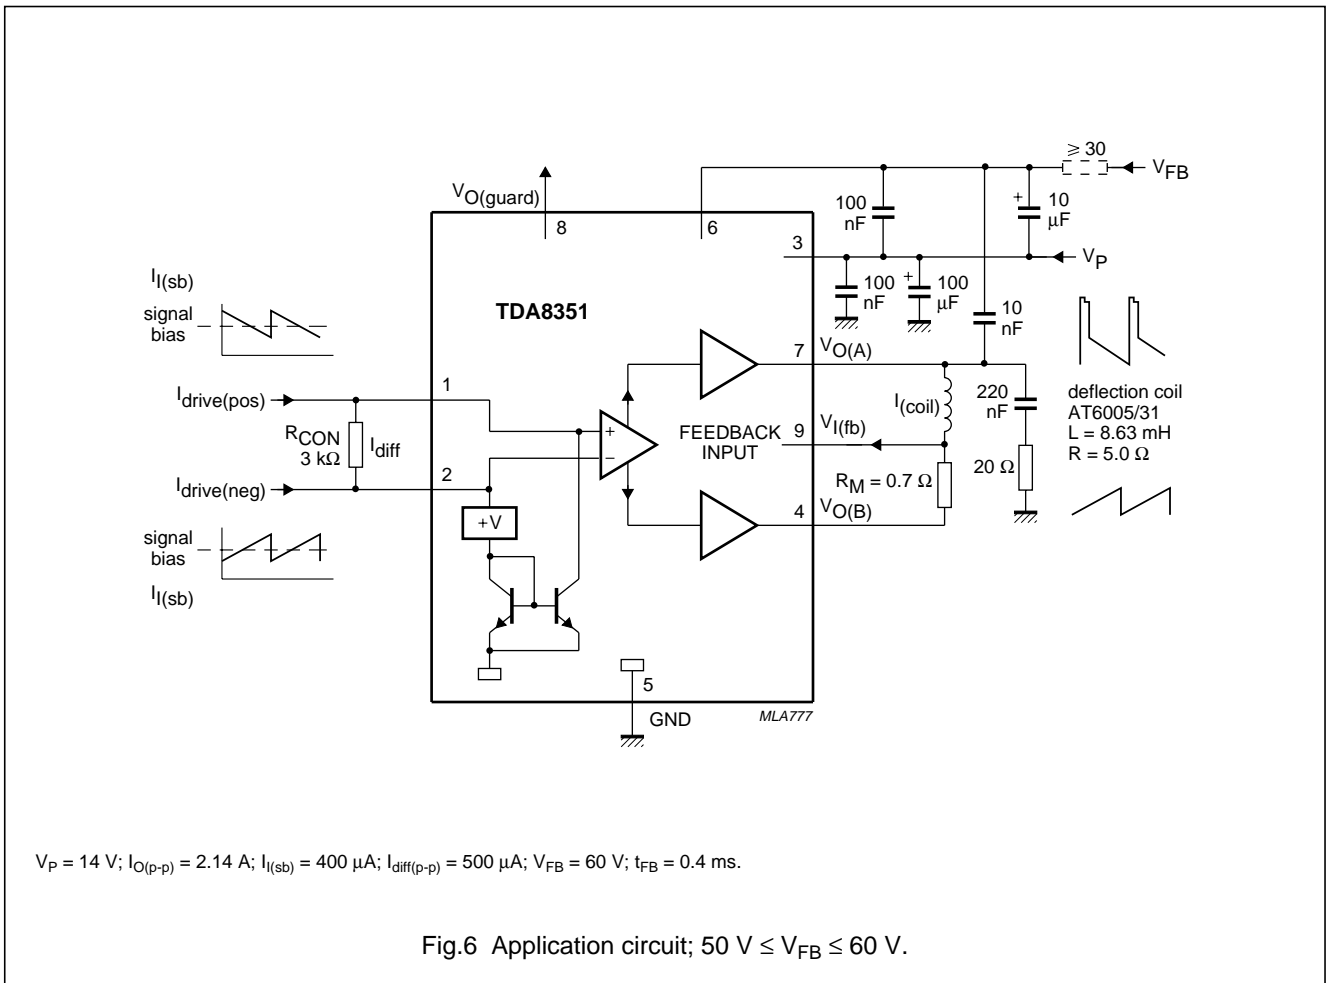 ≥ 30
V_FB
V_O(guard)
8
6
100 nF
+ 10 μF
3
V_P
100 nF
+ 100 μF
10 nF
I_I(sb)
signal bias
TDA8351
7
V_O(A)
1
I_drive(pos)
R_CON 3 kΩ
I_diff
+
−
FEEDBACK INPUT
9
V_I(fb)
I_(coil)
220 nF
deflection coil
AT6005/31
L = 8.63 mH
R = 5.0 Ω
2
I_drive(neg)
R_M = 0.7 Ω
20 Ω
4
V_O(B)
+V
signal bias
I_I(sb)
5
GND
MLA777
V_P = 14 V; I_O(p-p) = 2.14 A; I_I(sb) = 400 μA; I_diff(p-p) = 500 μA; V_FB = 60 V; t_FB = 0.4 ms.
Fig.6 Application circuit; 50 V ≤ V_FB ≤ 60 V.